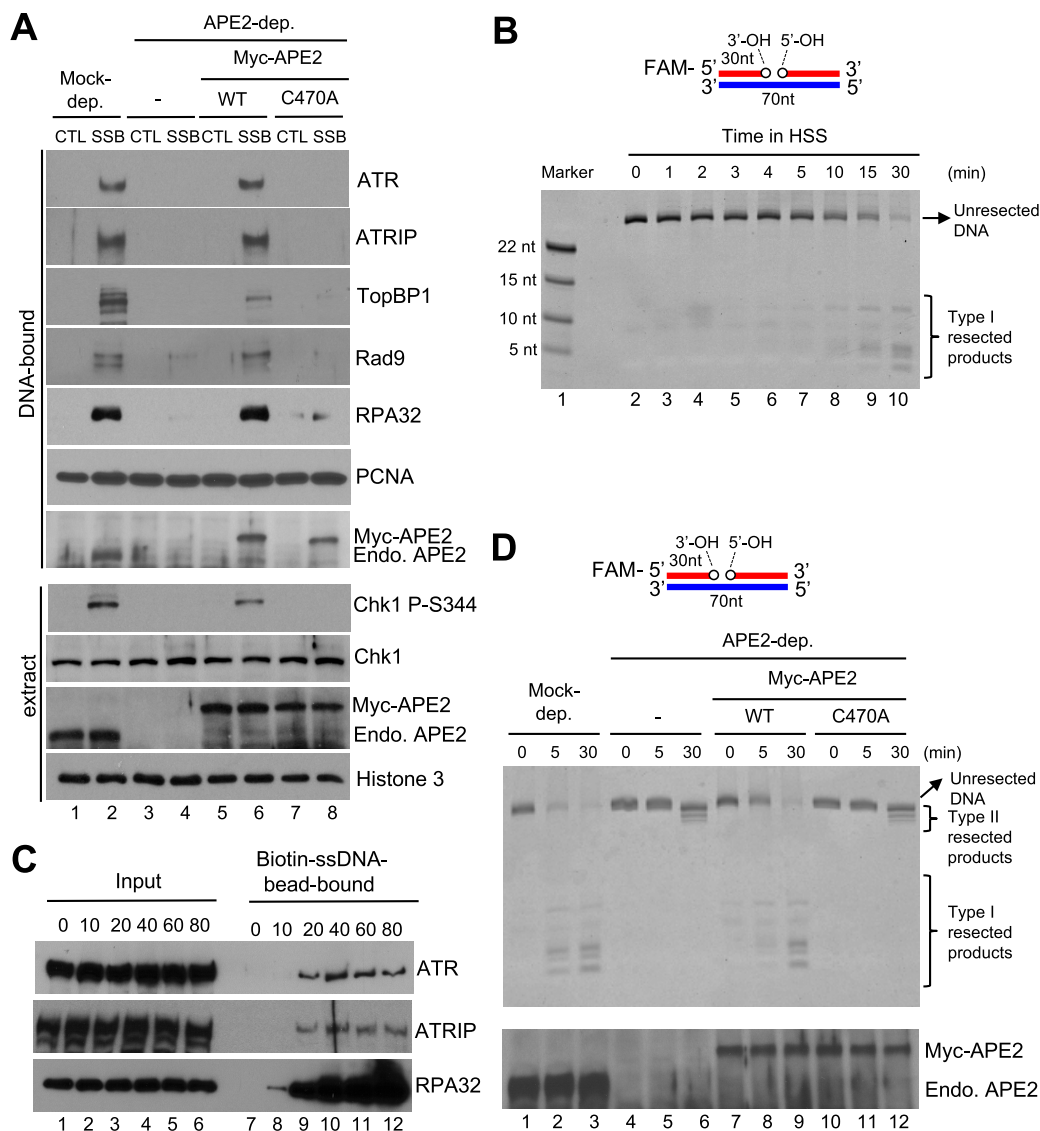 A
APE2-dep.
Myc-APE2
Mock-dep.
-
WT
C470A
CTL SSB CTL SSB CTL SSB CTL SSB
DNA-bound
ATR
ATRIP
TopBP1
Rad9
RPA32
PCNA
Myc-APE2
Endo. APE2
extract
Chk1 P-S344
Chk1
Myc-APE2
Endo. APE2
Histone 3
1 2 3 4 5 6 7 8
B
3’-OH 5’-OH
30nt
FAM- 5’ 3’
3’ 5’
70nt
Time in HSS
Marker 0 1 2 3 4 5 10 15 30 (min)
Unresected DNA
22 nt
15 nt
10 nt
5 nt
Type I resected products
1 2 3 4 5 6 7 8 9 10
C
Input
Biotin-ssDNA-bead-bound
0 10 20 40 60 80 0 10 20 40 60 80
ATR
ATRIP
RPA32
1 2 3 4 5 6 7 8 9 10 11 12
D
3’-OH 5’-OH
30nt
FAM- 5’ 3’
3’ 5’
70nt
APE2-dep.
Myc-APE2
Mock-dep.
-
WT
C470A
0 5 30 0 5 30 0 5 30 0 5 30 (min)
Unresected DNA
Type II resected products
Type I resected products
Myc-APE2
Endo. APE2
1 2 3 4 5 6 7 8 9 10 11 12